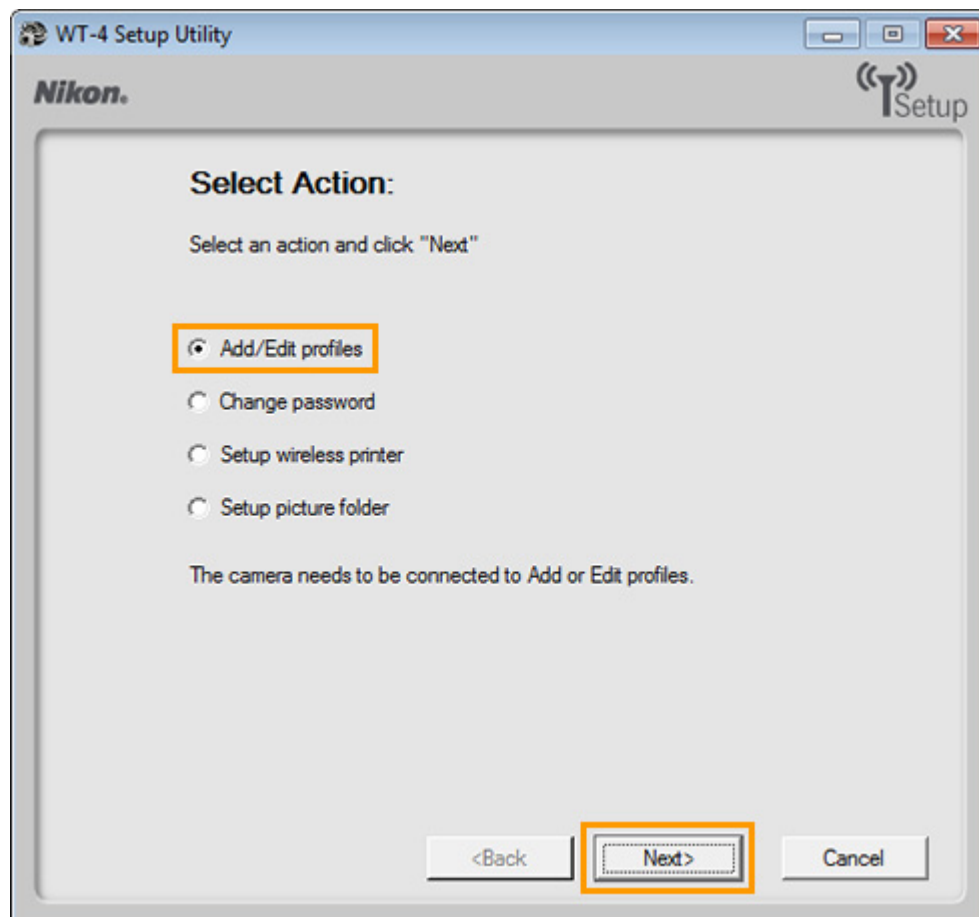 WT-4 Setup Utility
Nikon.
Setup
Select Action:
Select an action and click "Next"
Add/Edit profiles
Change password
Setup wireless printer
Setup picture folder
The camera needs to be connected to Add or Edit profiles.
<Back Next> Cancel